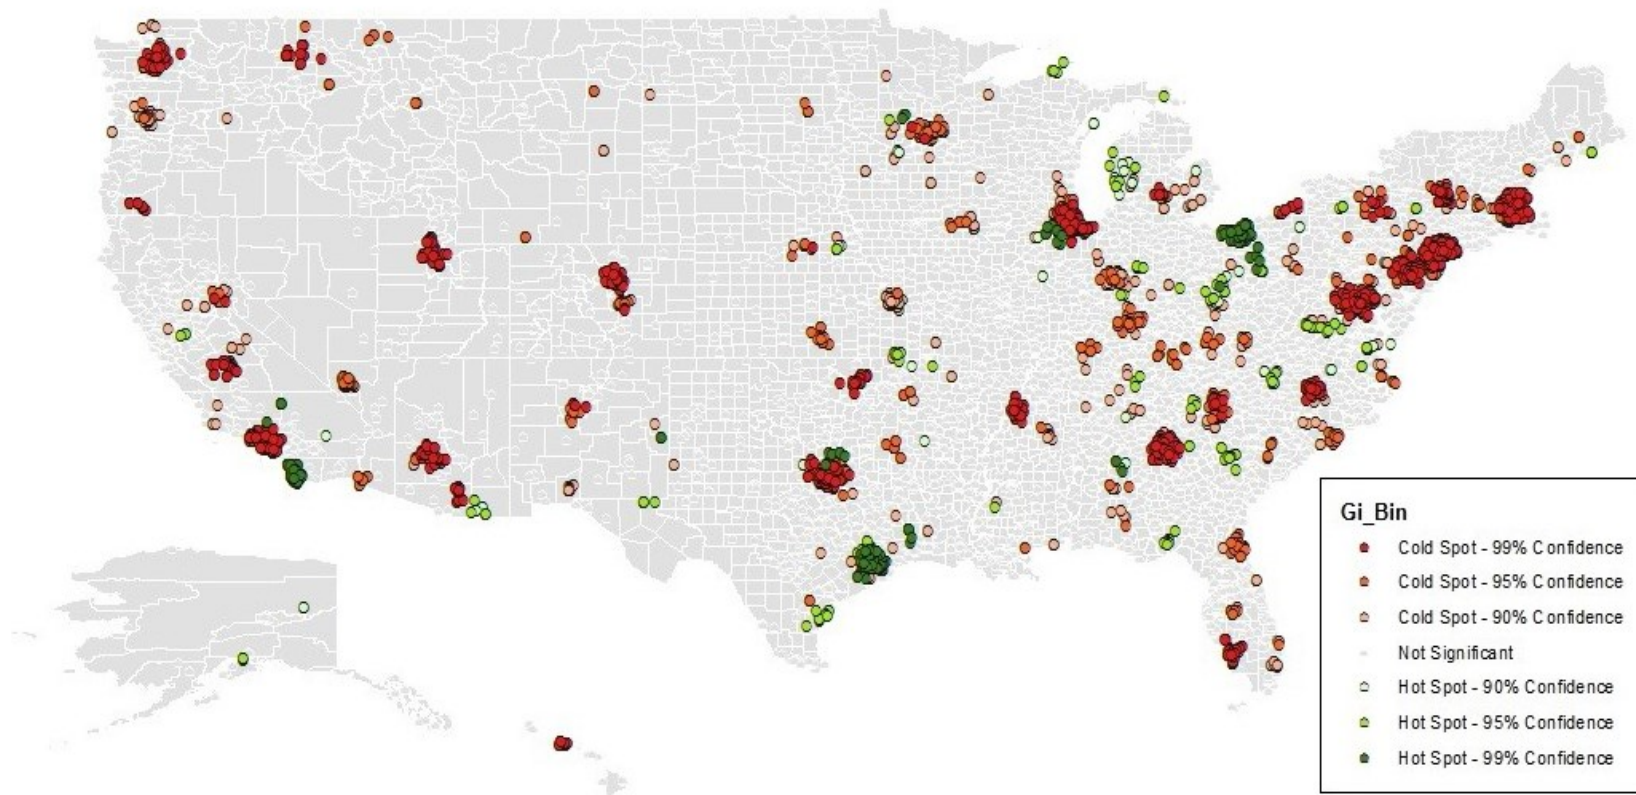 Gi_Bin
Cold Spot - 99% Confidence
Cold Spot - 95% Confidence
Cold Spot - 90% Confidence
Not Significant
Hot Spot - 90% Confidence
Hot Spot - 95% Confidence
Hot Spot - 99% Confidence